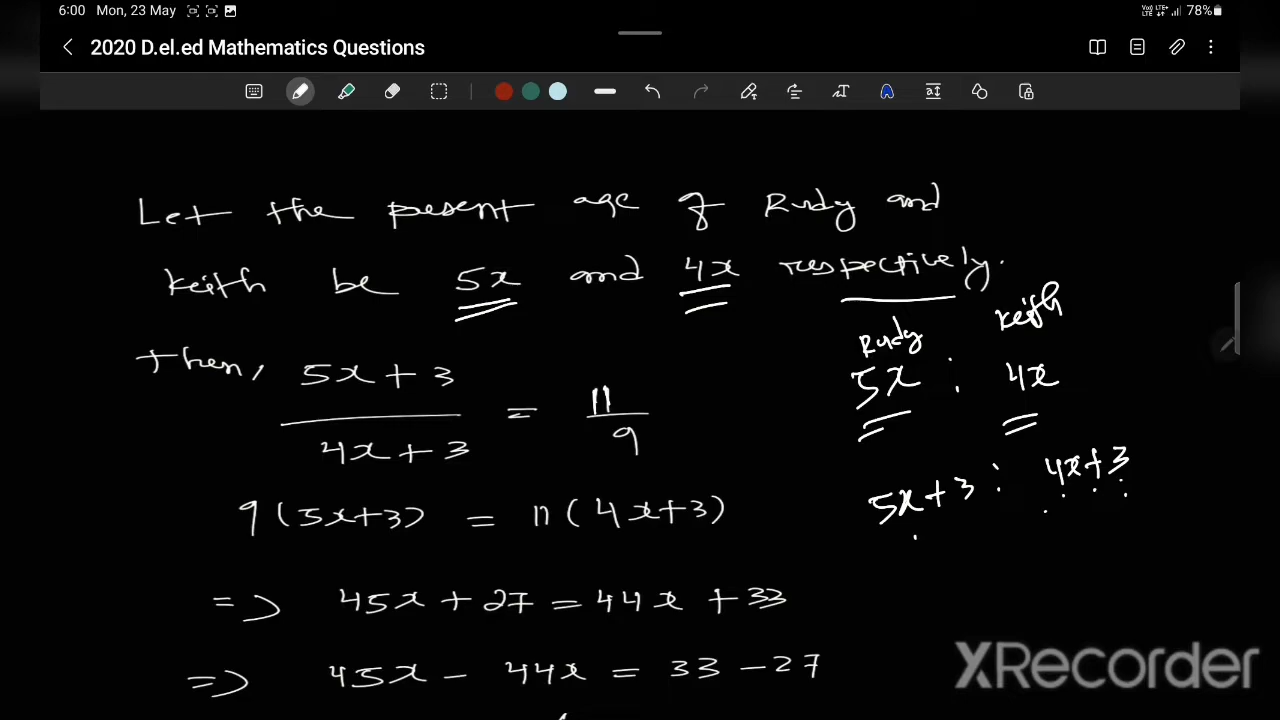 6:00 Mon, 23 May
78%
2020 D.el.ed Mathematics Questions
Let the present age of Rudy and
Keith be 5x and 4x respectively.
Rudy Keith
5x : 4x
then, 5x + 3 / 4x + 3 = 11 / 9
5x+3 : 4x+3
9(5x+3) = 11(4x+3)
=> 45x + 27 = 44x + 33
=> 45x - 44x = 33 - 27
XRecorder